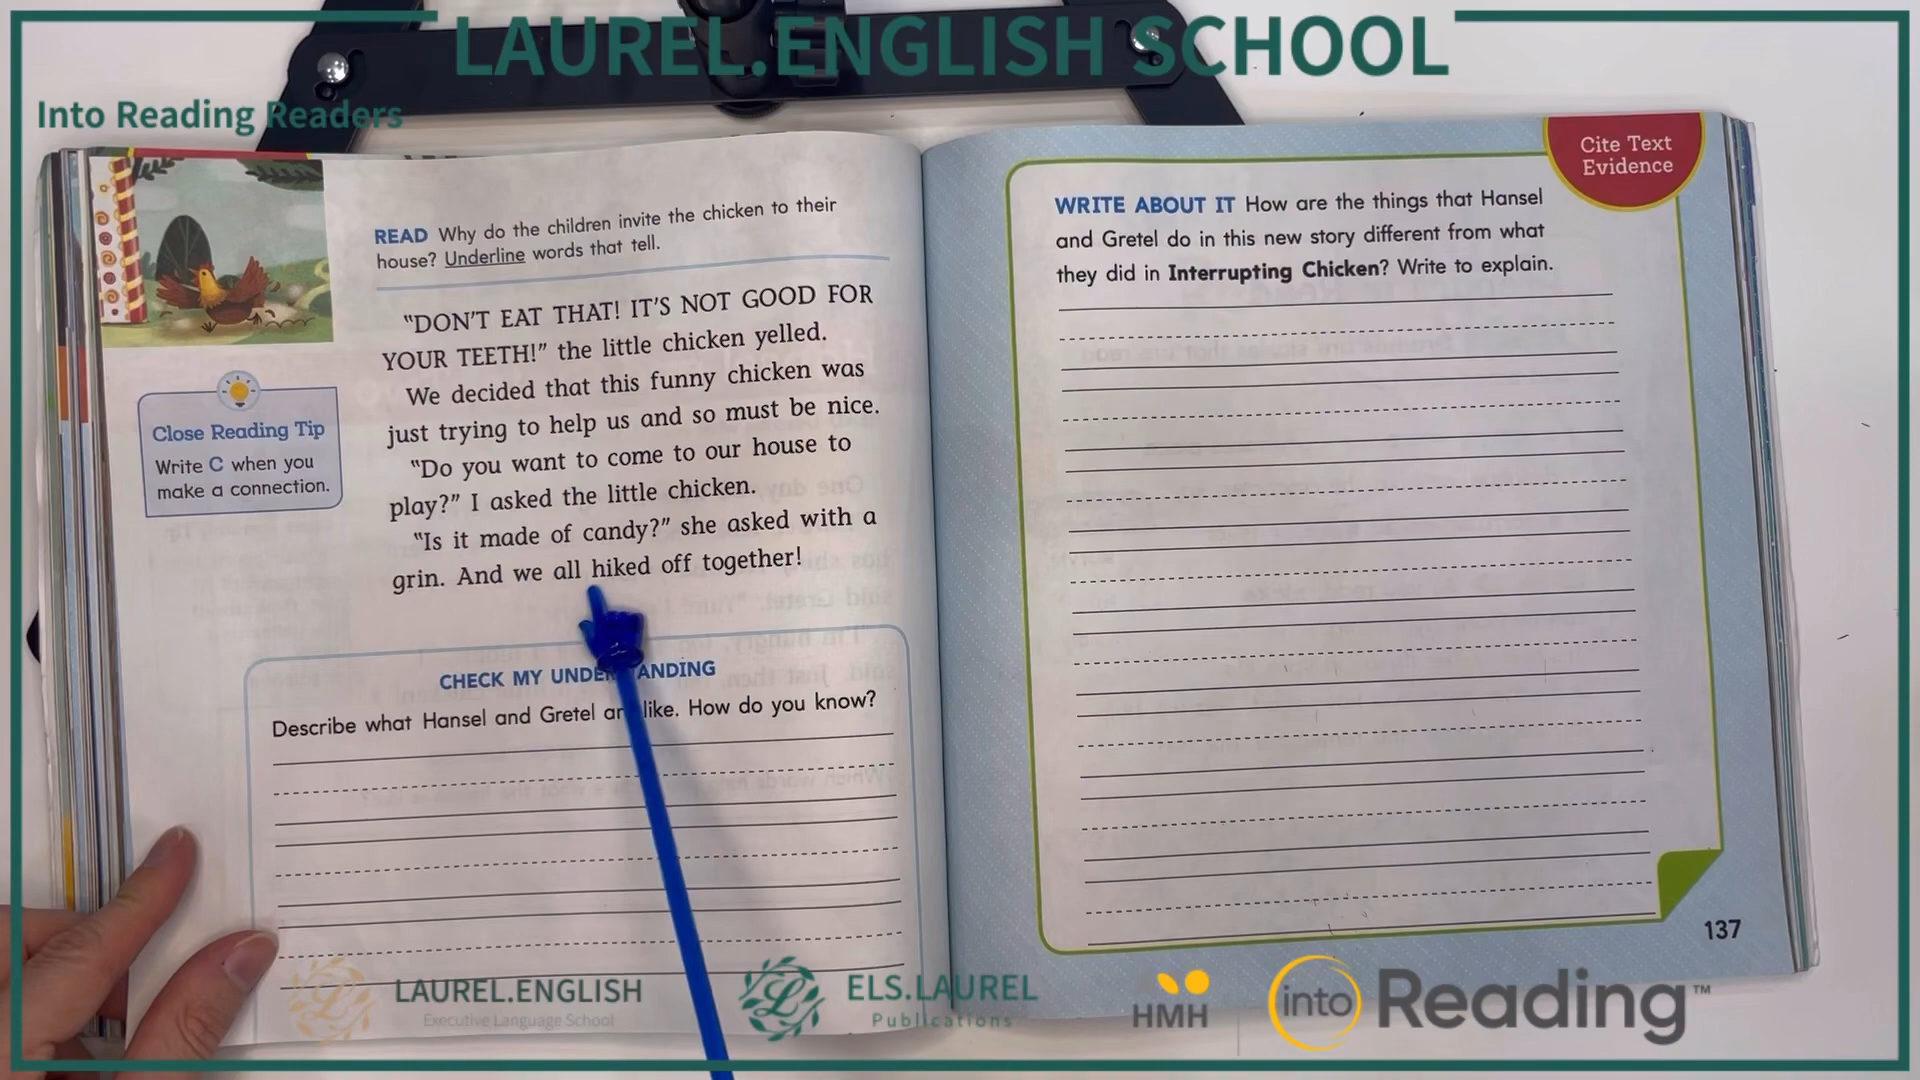 LAUREL.ENGLISH SCHOOL
Into Reading Readers
READ Why do the children invite the chicken to their
house? Underline words that tell.
"DON'T EAT THAT! IT'S NOT GOOD FOR
YOUR TEETH!" the little chicken yelled.
We decided that this funny chicken was
just trying to help us and so must be nice.
"Do you want to come to our house to
play?" I asked the little chicken.
"Is it made of candy?" she asked with a
grin. And we all hiked off together!
Close Reading Tip
Write C when you
make a connection.
CHECK MY UNDERSTANDING
Describe what Hansel and Gretel are like. How do you know?
Cite Text
Evidence
WRITE ABOUT IT How are the things that Hansel
and Gretel do in this new story different from what
they did in Interrupting Chicken? Write to explain.
137
LAUREL.ENGLISH
Executive Language School
ELS.LAUREL
Publications
HMH
into Reading™